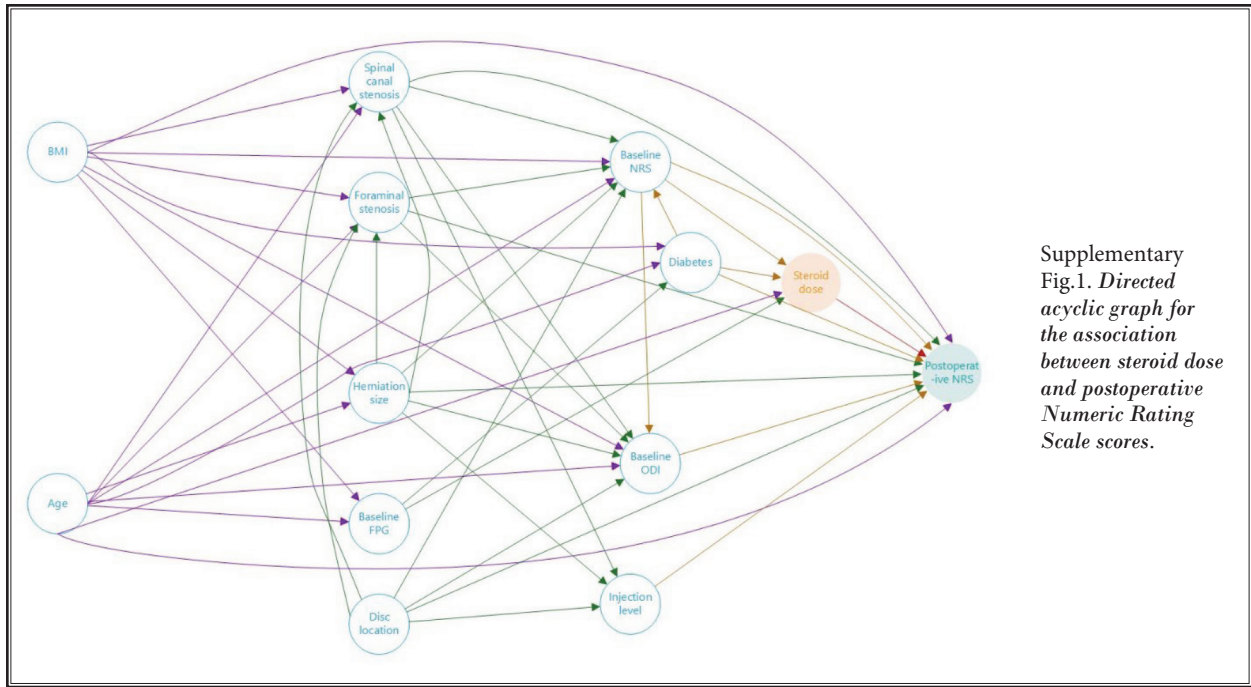 Spinal
canal
stenosis
BMI
Baseline
NRS
Foraminal
stenosis
Diabetes
Steroid
dose
Postoperat
-ive NRS
Herniation
size
Baseline
ODI
Age
Baseline
FPG
Injection
level
Disc
location
Supplementary
Fig.1. Directed
acyclic graph for
the association
between steroid dose
and postoperative
Numeric Rating
Scale scores.